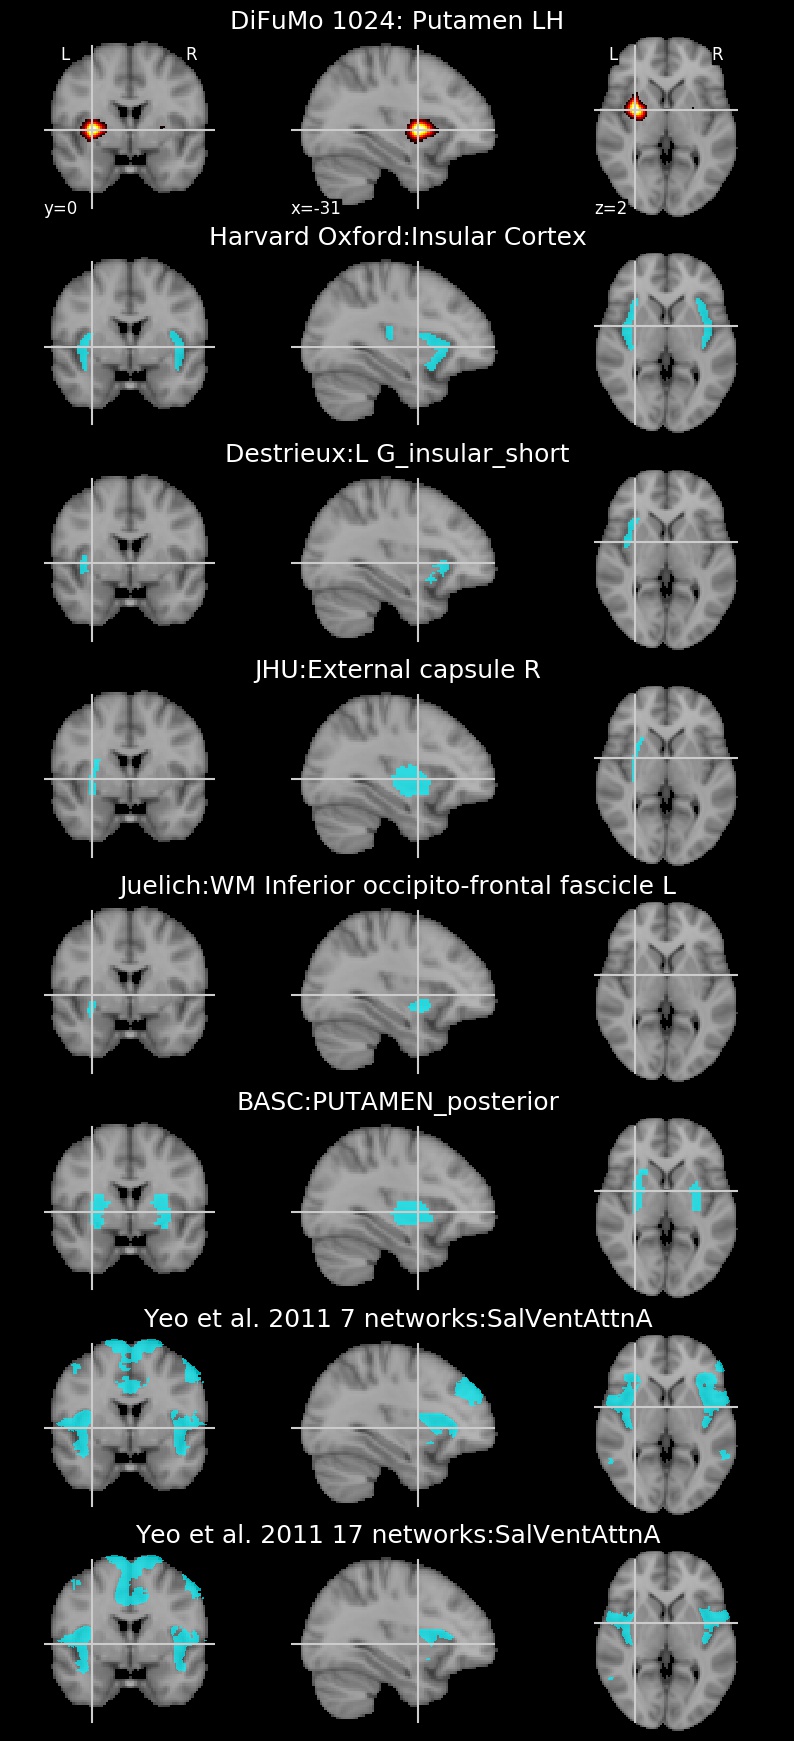 DiFuMo 1024: Putamen LH
L R L R
y=0 x=-31 z=2
Harvard Oxford:Insular Cortex
Destrieux:L G_insular_short
JHU:External capsule R
Juelich:WM Inferior occipito-frontal fascicle L
BASC:PUTAMEN_posterior
Yeo et al. 2011 7 networks:SalVentAttnA
Yeo et al. 2011 17 networks:SalVentAttnA